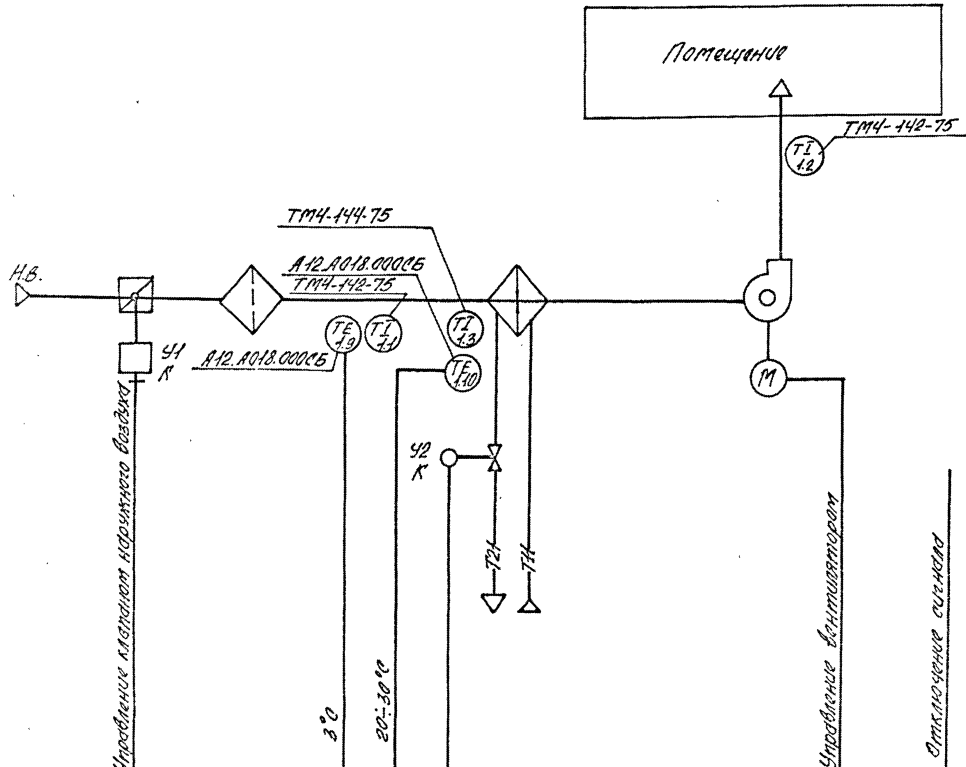 Помещение
ТМ4-142-75
TI
1.2
ТМ4-144-75
А12.А018.000СБ
ТМ4-142-75
Н.В.
TE
1.9
TI
1.1
TI
1.3
TE
1.10
У1
К
А12.А018.000СБ
М
У2
К
Т21
Т11
Управление клапаном наружного воздуха
3°С
20÷30°С
Управление вентилятором
Отключение сигнала